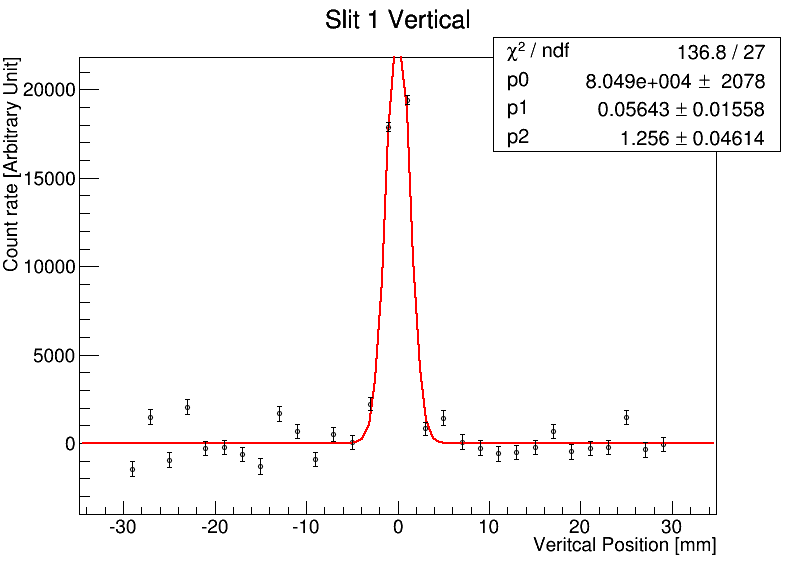 Slit 1 Vertical
χ² / ndf 136.8 / 27
p0 8.049e+004 ± 2078
p1 0.05643 ± 0.01558
p2 1.256 ± 0.04614
Count rate [Arbitrary Unit]
20000
15000
10000
5000
0
-30 -20 -10 0 10 20 30
Veritcal Position [mm]